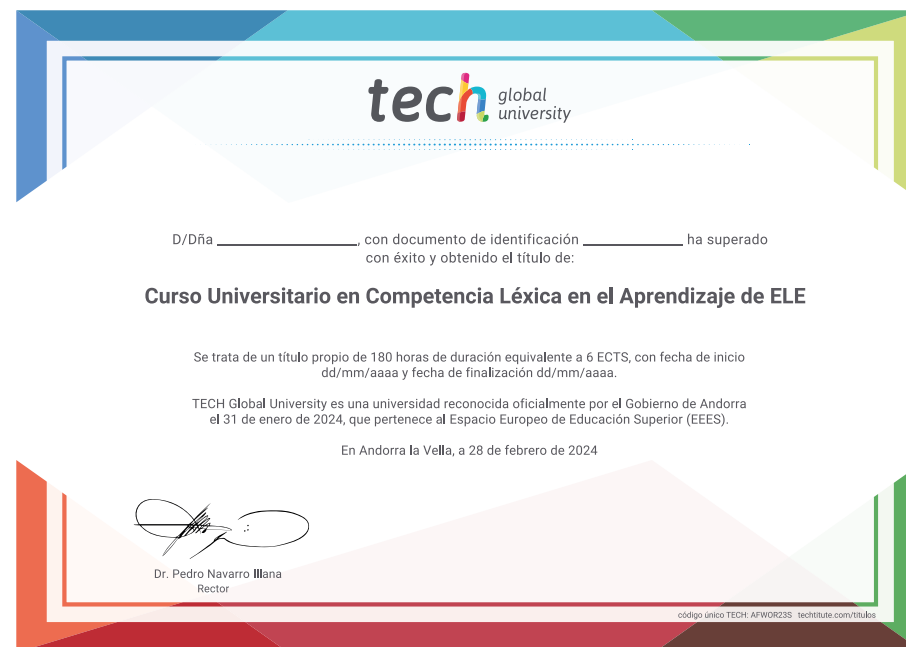 tech global university
D/Dña ____________________, con documento de identificación ______________ ha superado
con éxito y obtenido el título de:
Curso Universitario en Competencia Léxica en el Aprendizaje de ELE
Se trata de un título propio de 180 horas de duración equivalente a 6 ECTS, con fecha de inicio
dd/mm/aaaa y fecha de finalización dd/mm/aaaa.
TECH Global University es una universidad reconocida oficialmente por el Gobierno de Andorra
el 31 de enero de 2024, que pertenece al Espacio Europeo de Educación Superior (EEES).
En Andorra la Vella, a 28 de febrero de 2024
Dr. Pedro Navarro Illana
Rector
código único TECH: AFWOR23S techtitute.com/titulos